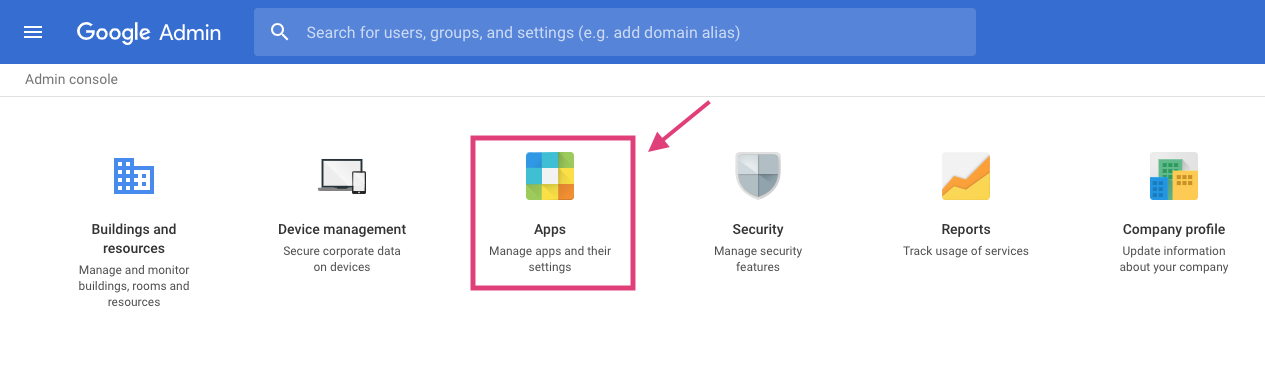 Google Admin
Search for users, groups, and settings (e.g. add domain alias)
Admin console
Buildings and
resources
Manage and monitor
buildings, rooms and
resources
Device management
Secure corporate data
on devices
Apps
Manage apps and their
settings
Security
Manage security
features
Reports
Track usage of services
Company profile
Update information
about your company